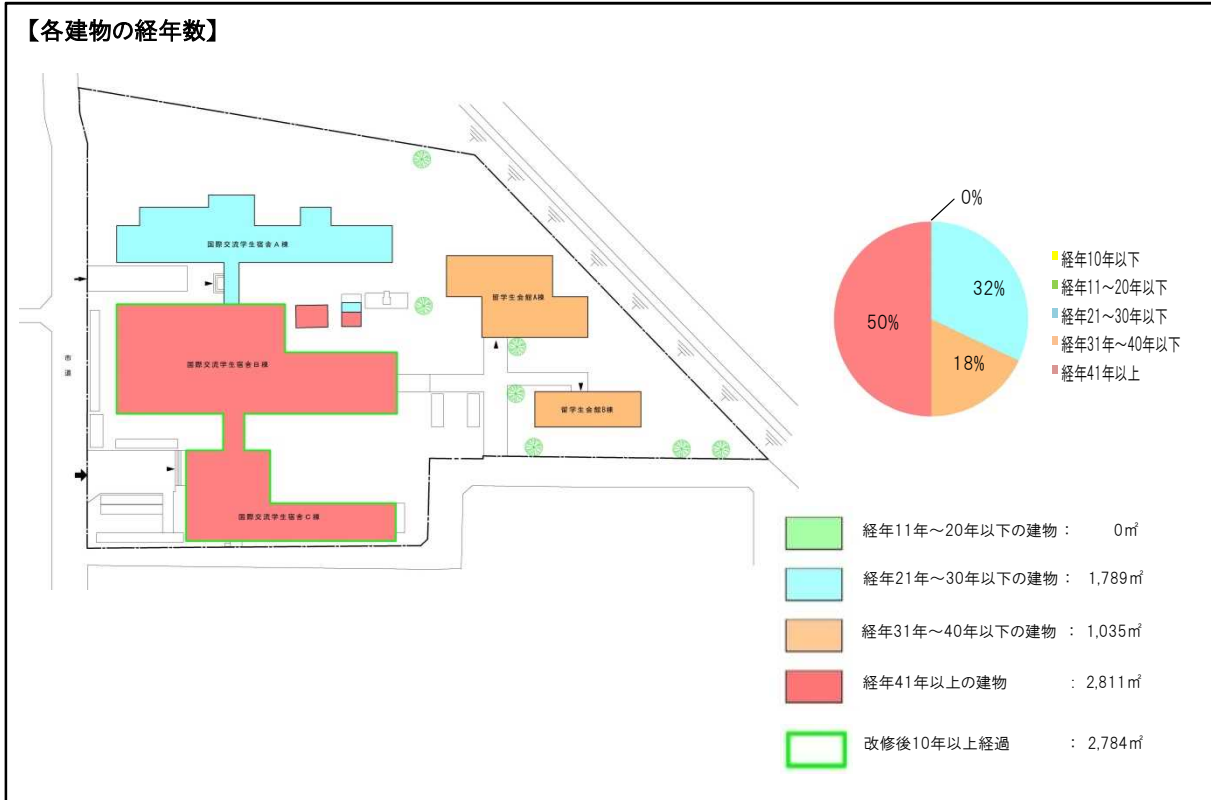 【各建物の経年数】
国際交流学生宿舎A棟
留学生会館A棟
市道
国際交流学生宿舎B棟
留学生会館B棟
国際交流学生宿舎C棟
0%
32%
50%
18%
経年10年以下
経年11～20年以下
経年21～30年以下
経年31年～40年以下
経年41年以上
経年11年～20年以下の建物： 0㎡
経年21年～30年以下の建物： 1,789㎡
経年31年～40年以下の建物 ： 1,035㎡
経年41年以上の建物 : 2,811㎡
改修後10年以上経過 ： 2,784㎡